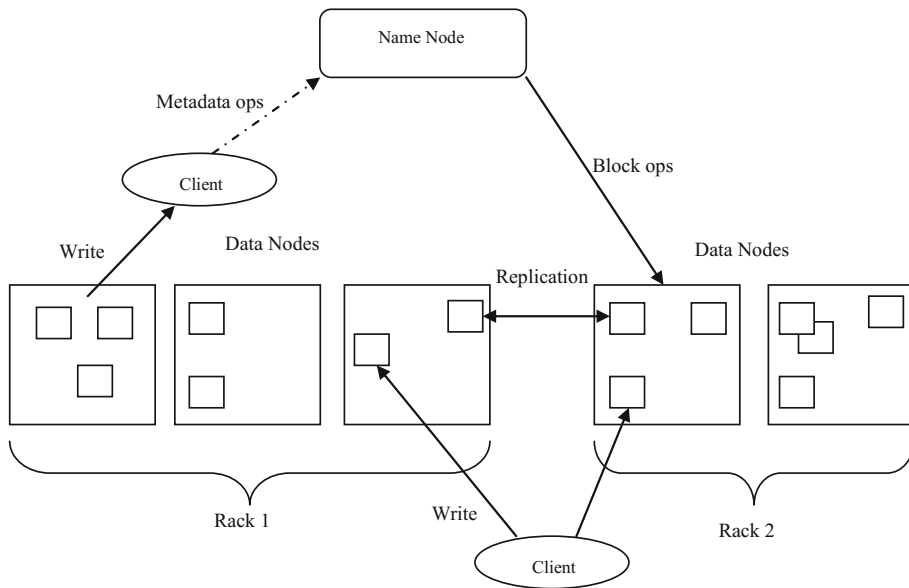 Name Node
Metadata ops
Client
Block ops
Write
Data Nodes
Data Nodes
Replication
Rack 1
Write
Rack 2
Client